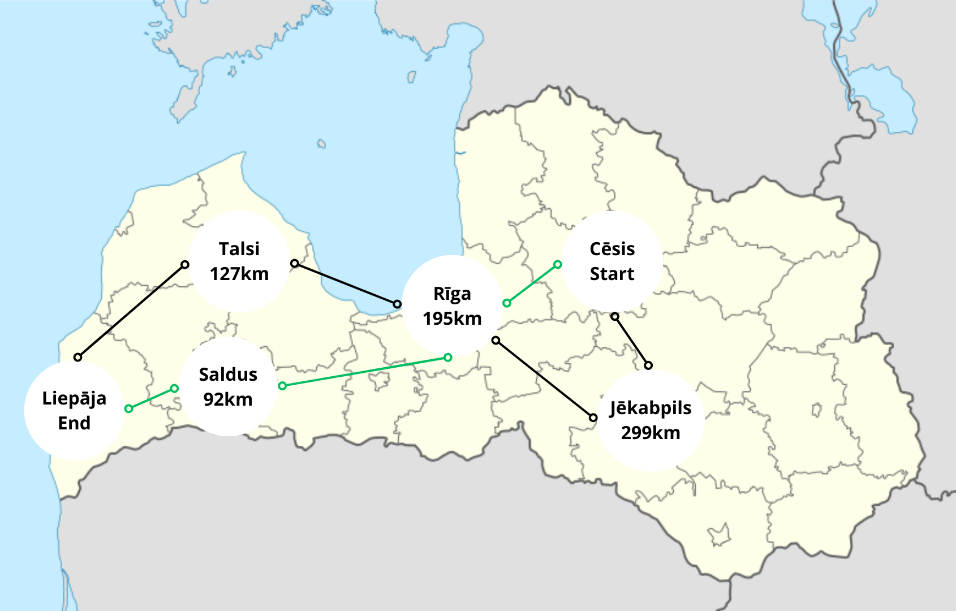 Talsi
127km
Cēsis
Start
Rīga
195km
Saldus
92km
Liepāja
End
Jēkabpils
299km